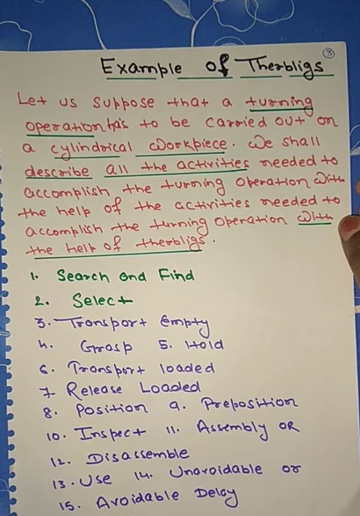 3
Example of Therbligs
Let us suppose that a turning
operation has to be carried out on
a cylindrical workpiece. We shall
describe all the activities needed to
accomplish the turning operation with
the help of the activities needed to
accomplish the turning operation with
the help of therbligs.
1. Search and Find
2. Select
3. Transport Empty
4. Grasp 5. Hold
6. Transport loaded
7. Release Loaded
8. Position 9. Preposition
10. Inspect 11. Assembly OR
12. Disassemble
13. Use 14. Unavoidable or
15. Avoidable Delay